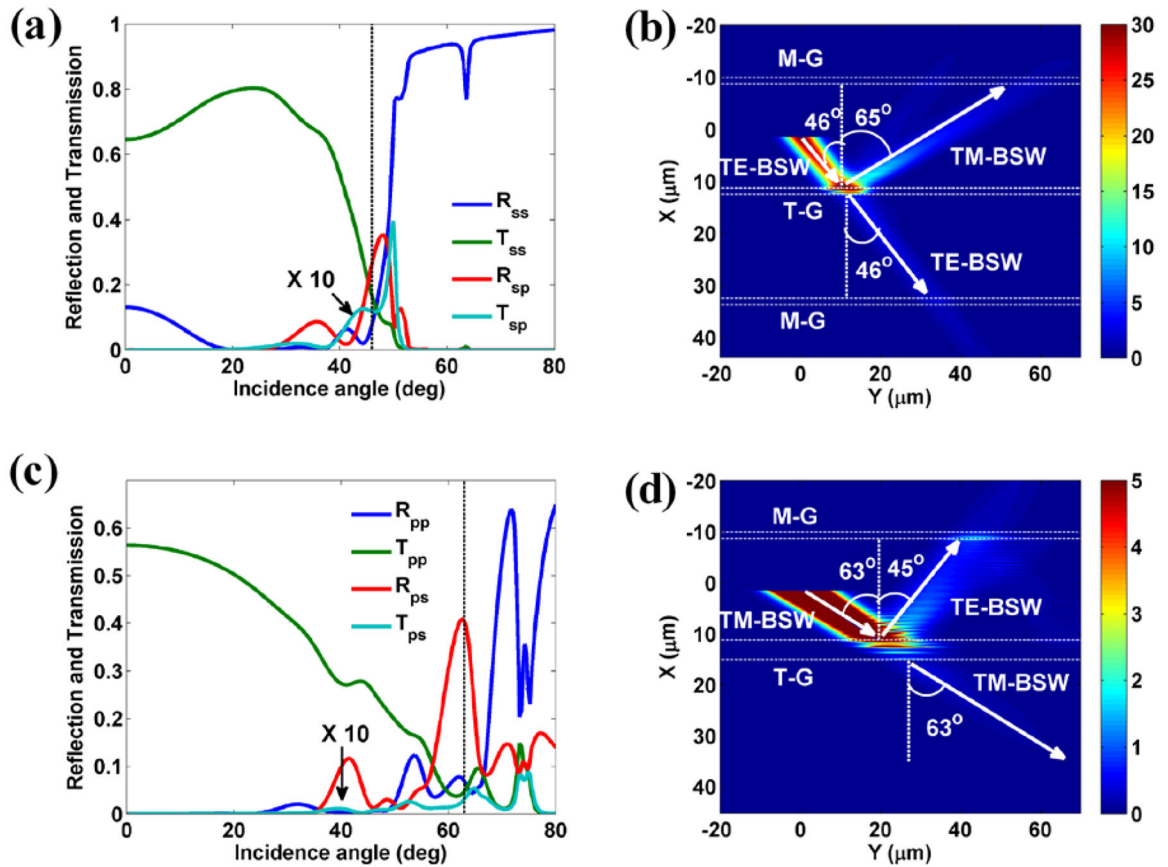 (a)
Reflection and Transmission
1
0.8
0.6
0.4
0.2
0
X 10
R_ss
T_ss
R_sp
T_sp
0 20 40 60 80
Incidence angle (deg)
(b)
X (μm)
-20
-10
0
10
20
30
40
M-G
46° 65°
TE-BSW
TM-BSW
T-G
46°
TE-BSW
M-G
-20 0 20 40 60
Y (μm)
30
25
20
15
10
5
0
(c)
Reflection and Transmission
0.6
0.5
0.4
0.3
0.2
0.1
0
R_pp
T_pp
R_ps
T_ps
X 10
0 20 40 60 80
Incidence angle (deg)
(d)
X (μm)
-20
-10
0
10
20
30
40
M-G
63° 45°
TM-BSW
TE-BSW
T-G
TM-BSW
63°
-20 0 20 40 60
Y (μm)
5
4
3
2
1
0